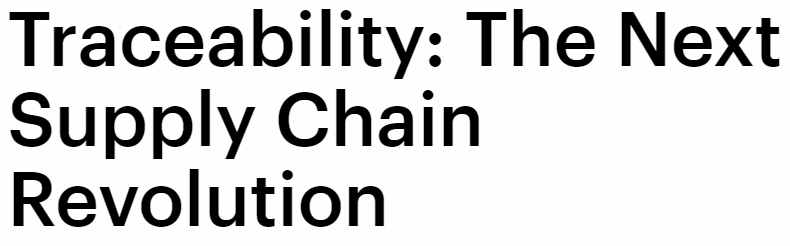 Traceability: The Next
Supply Chain
Revolution